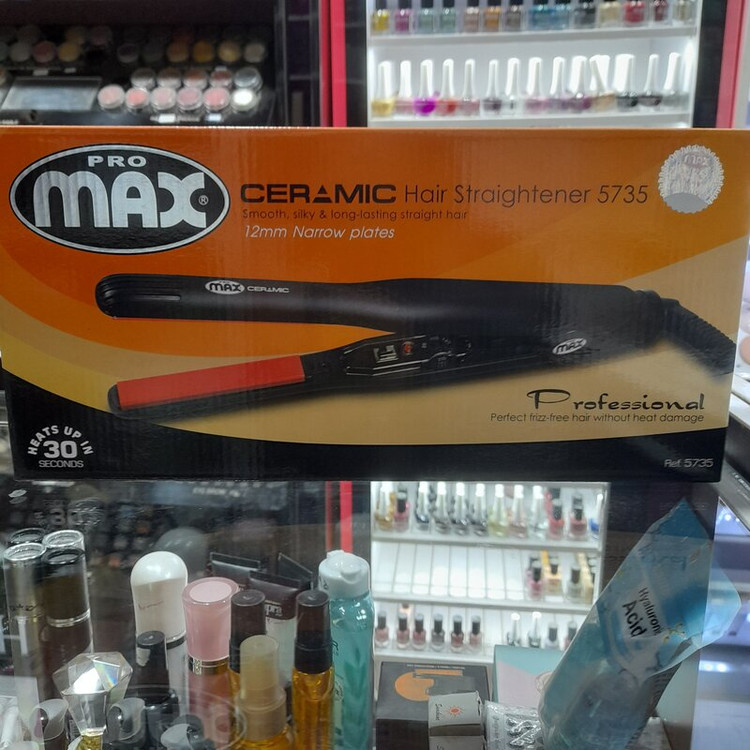 PRO
MAX®
CERAMIC Hair Straightener 5735
Smooth, silky & long-lasting straight hair
12mm Narrow plates
MAX CERAMIC
MAX
Professional
Perfect frizz-free hair without heat damage
HEATS UP IN
30
SECONDS
Ref. 5735
Hyaluronic
Acid